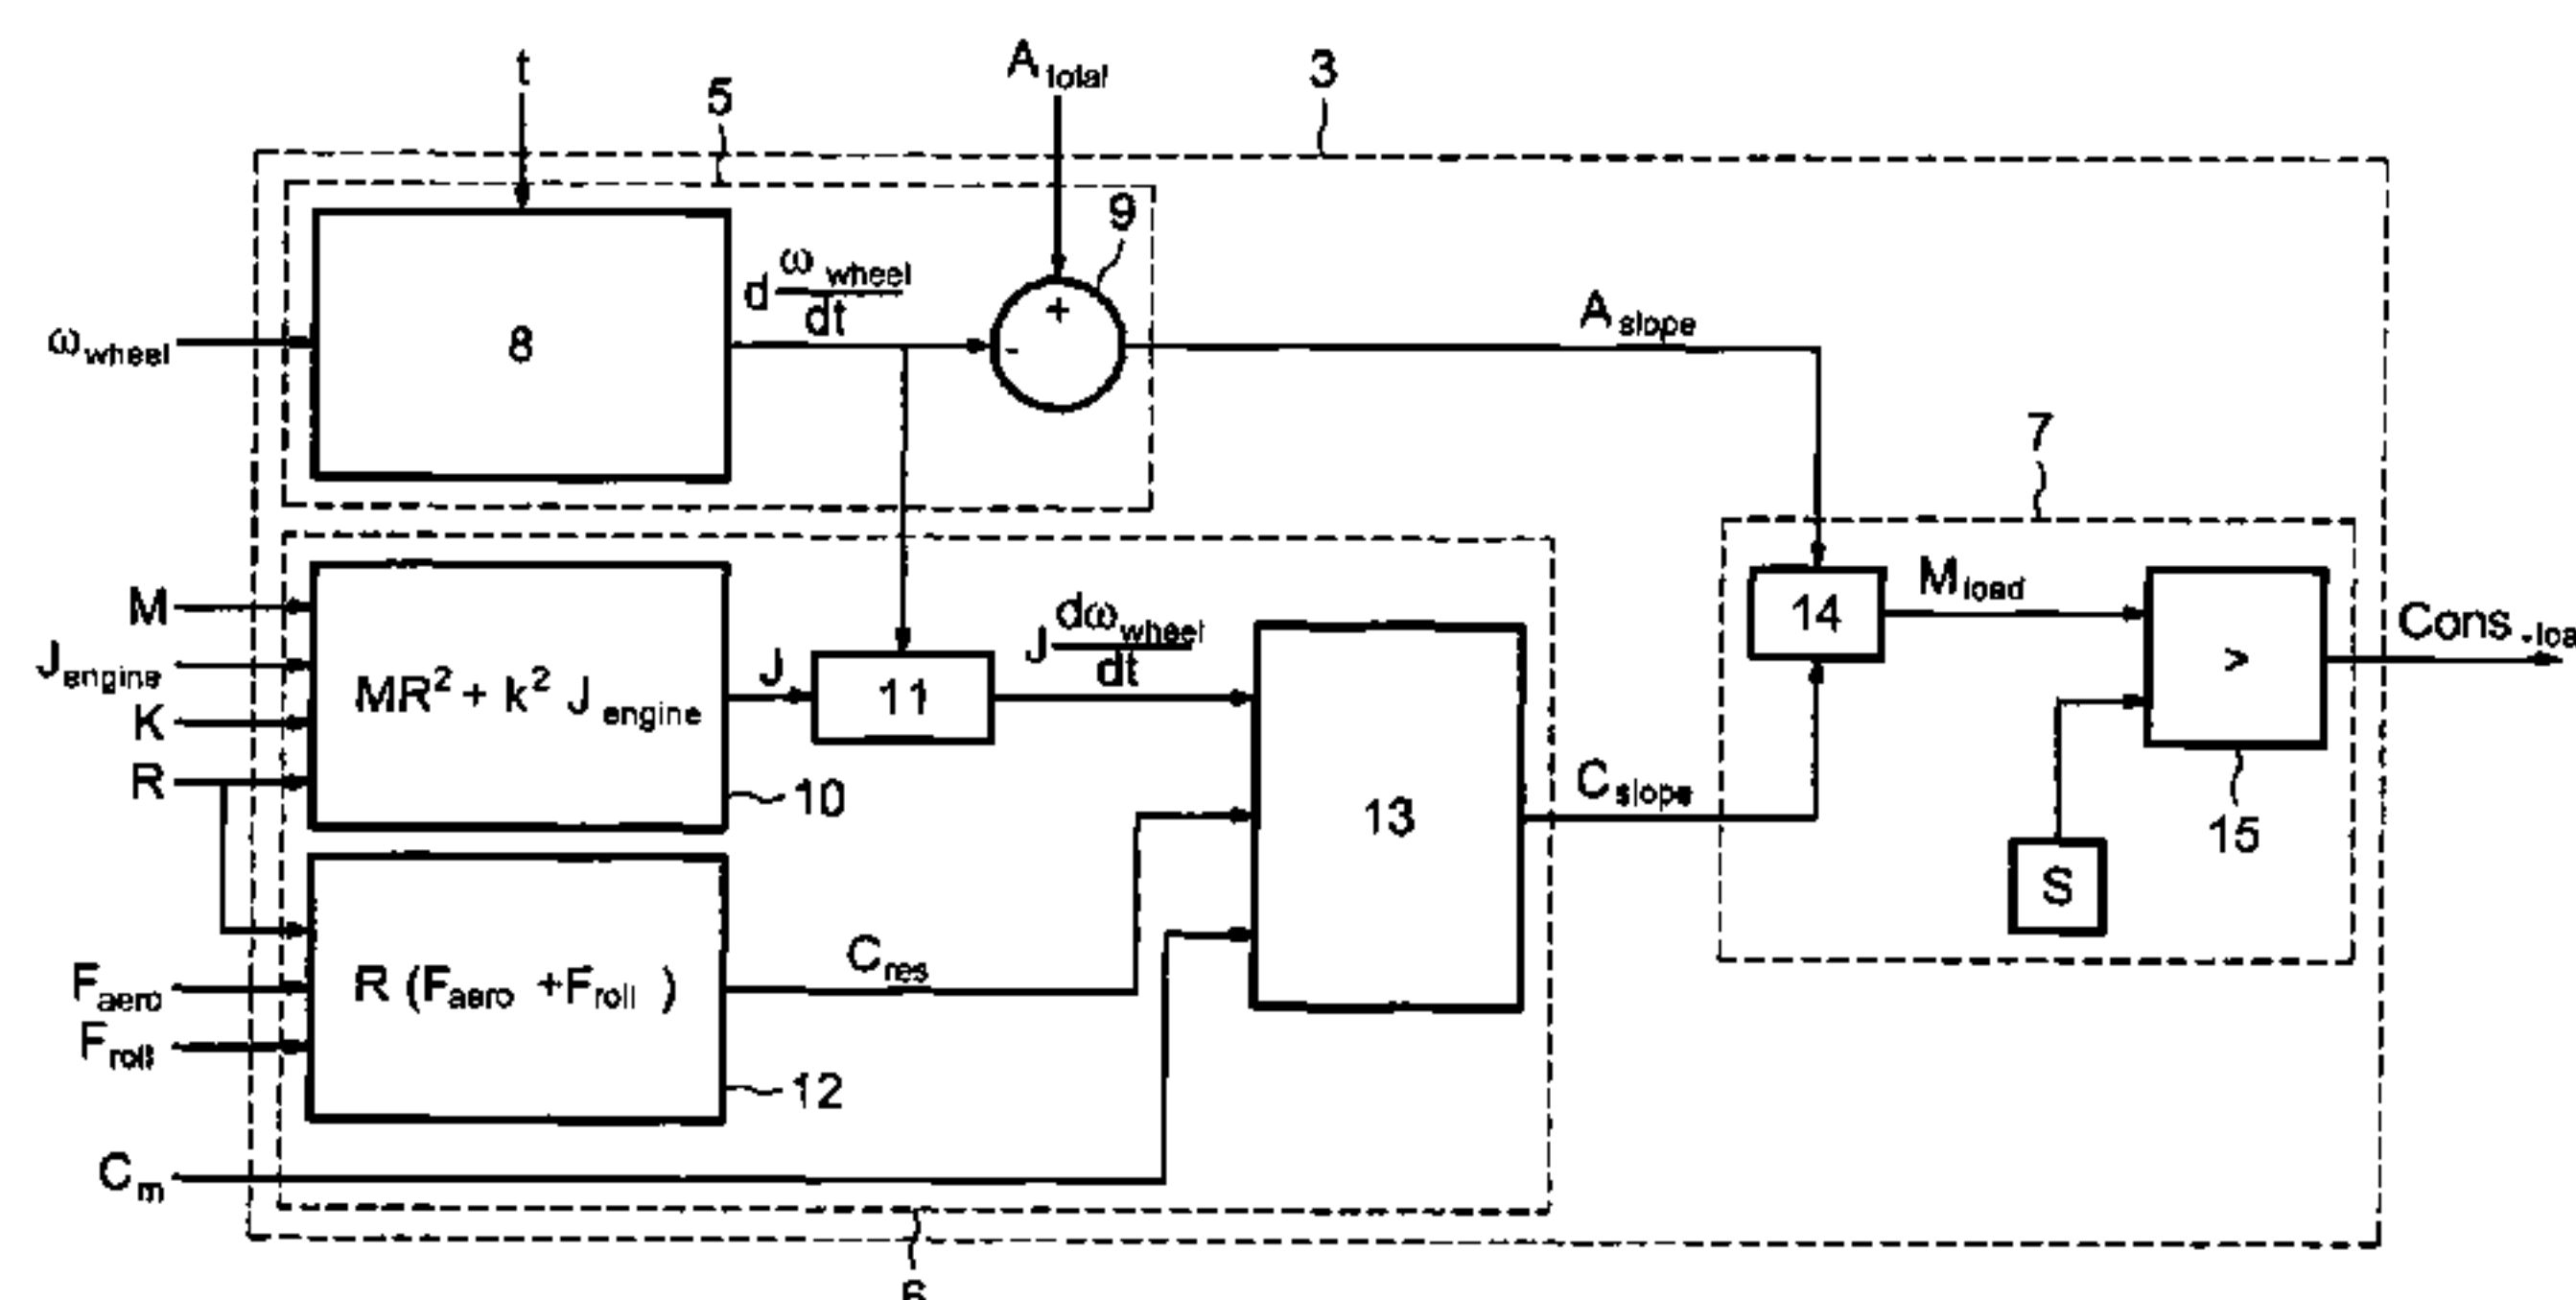 t
A total
3
5
9
ω wheel
d ω wheel
dt
8
+
-
A slope
7
M
J engine
K
R
MR² + k² J engine
10
J
11
J dω wheel
dt
13
14
M load
>
15
S
Cons.
C slope
F aero
F roll
R (F aero + F roll )
12
C res
C m
6